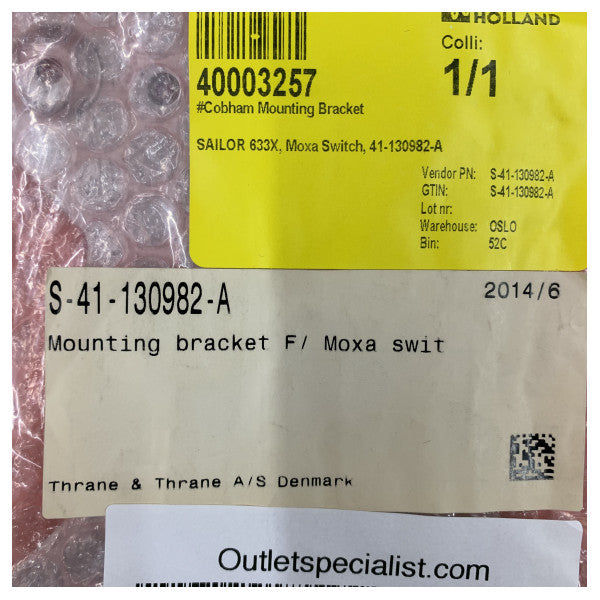 HOLLAND
Colli:
1/1
40003257
#Cobham Mounting Bracket
SAILOR 633X, Moxa Switch, 41-130982-A
Vendor PN: S-41-130982-A
GTIN: S-41-130982-A
Lot nr:
Warehouse: OSLO
Bin: 52C
S-41-130982-A
2014/6
Mounting bracket F/ Moxa swit
Thrane & Thrane A/S Denmark
Outletspecialist.com